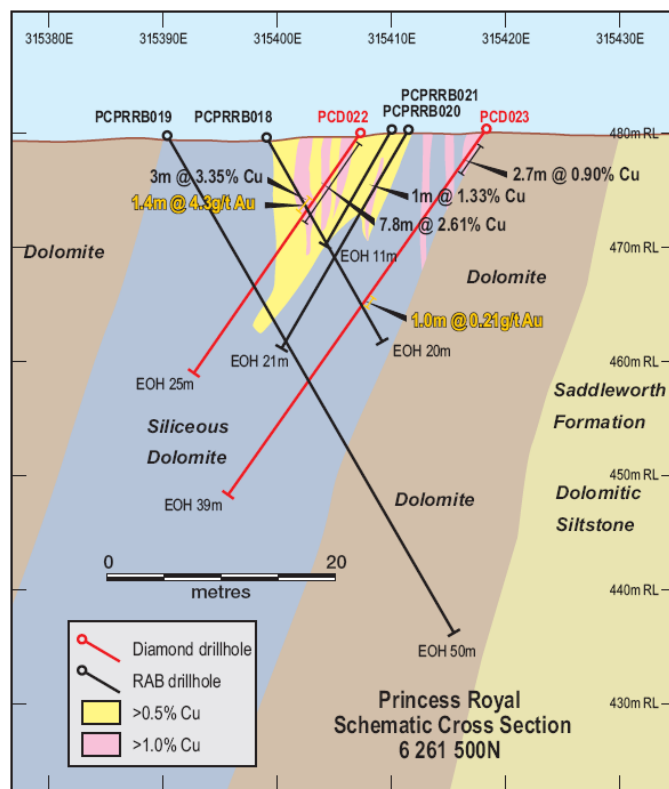 315380E 315390E 315400E 315410E 315420E 315430E
PCPRRB021
PCPRRB019 PCPRRB018 PCD022 PCPRRB020 PCD023
480m RL
3m @ 3.35% Cu
2.7m @ 0.90% Cu
1.4m @ 4.3g/t Au
1m @ 1.33% Cu
7.8m @ 2.61% Cu
470m RL
Dolomite
EOH 11m
Dolomite
1.0m @ 0.21g/t Au
EOH 20m
EOH 21m
460m RL
EOH 25m
Saddleworth
Formation
Siliceous
Dolomite
450m RL
EOH 39m
Dolomite
Dolomitic
Siltstone
0 20
metres
440m RL
EOH 50m
Diamond drillhole
RAB drillhole
>0.5% Cu
>1.0% Cu
430m RL
Princess Royal
Schematic Cross Section
6 261 500N